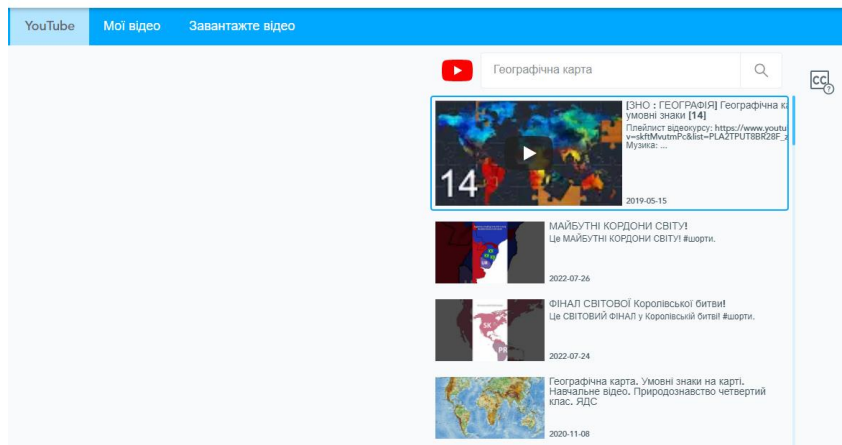 YouTube Мої відео Завантажте відео
Географічна карта
CC
[ЗНО : ГЕОГРАФІЯ] Географічна к
умовні знаки [14]
Плейлист відеокурсу: https://www.youtu
v=skftMvutmPc&list=PLA2TPUT8BR28F_z
Музика: ...
14
2019-05-15
МАЙБУТНІ КОРДОНИ СВІТУ!
Це МАЙБУТНІ КОРДОНИ СВІТУ! #шорти.
2022-07-26
ФІНАЛ СВІТОВОЇ Королівської битви!
Це СВІТОВИЙ ФІНАЛ у Королівській битві! #шорти.
SK
2022-07-24
Географічна карта. Умовні знаки на карті.
Навчальне відео. Природознавство четвертий
клас. ЯДС
2020-11-08